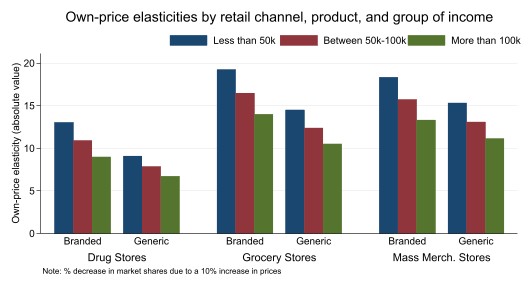 Own-price elasticities by retail channel, product, and group of income
Less than 50k Between 50k-100k More than 100k
Own-price elasticity (absolute value)
20
15
10
5
0
Branded Generic Branded Generic Branded Generic
Drug Stores Grocery Stores Mass Merch. Stores
Note: % decrease in market shares due to a 10% increase in prices